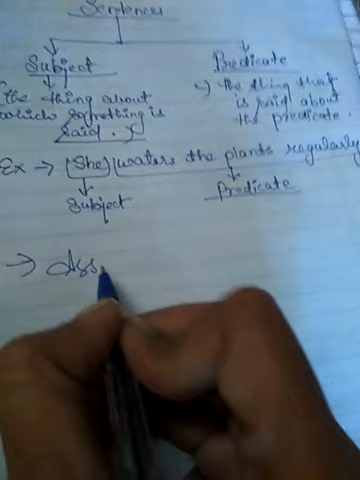 Sentences
Subject
Predicate
(the thing about
which something is
said.)
→ the thing that
is said about
the predicate.
Ex → (She) waters the plants regularly
Subject
Predicate
→ Ass